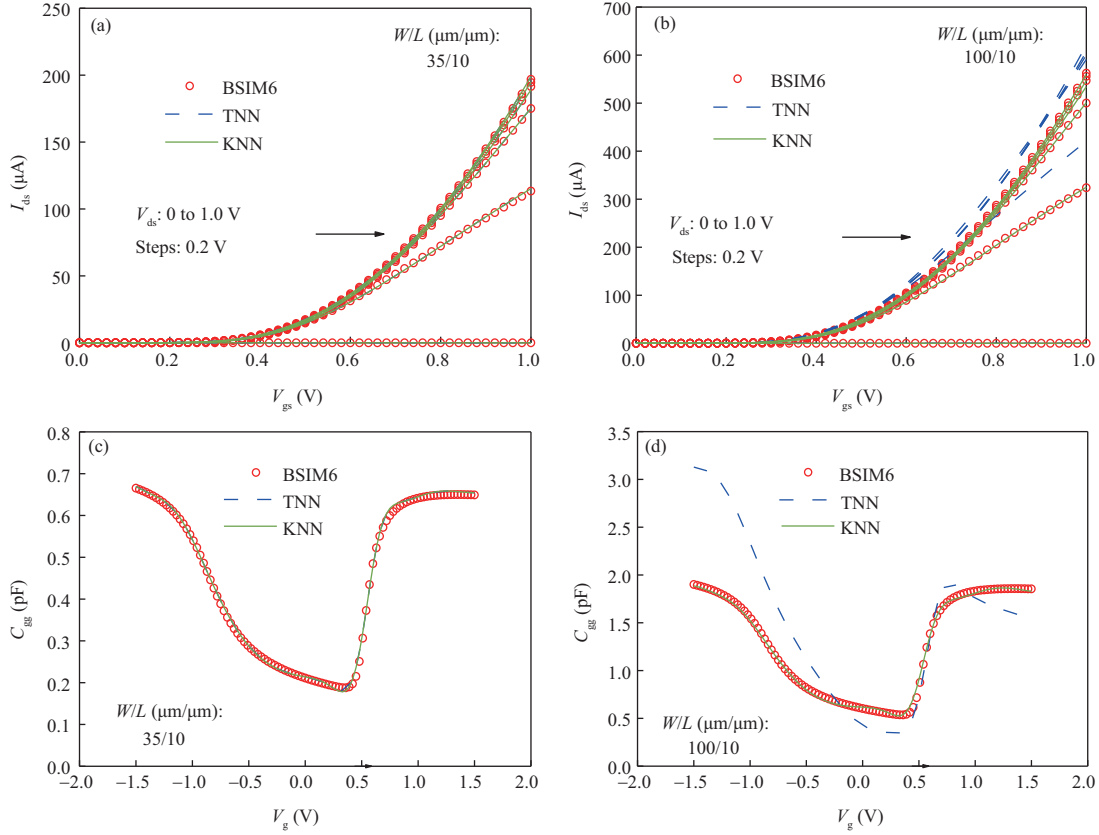 (a)
W/L (μm/μm):
35/10
BSIM6
TNN
KNN
V_ds: 0 to 1.0 V
Steps: 0.2 V
250
200
150
100
50
0
0.0 0.2 0.4 0.6 0.8 1.0
I_ds (μA)
V_gs (V)
(b)
W/L (μm/μm):
100/10
BSIM6
TNN
KNN
V_ds: 0 to 1.0 V
Steps: 0.2 V
700
600
500
400
300
200
100
0
0.0 0.2 0.4 0.6 0.8 1.0
I_ds (μA)
V_gs (V)
(c)
BSIM6
TNN
KNN
W/L (μm/μm):
35/10
0.8
0.7
0.6
0.5
0.4
0.3
0.2
0.1
0.0
−2.0 −1.5 −1.0 −0.5 0.0 0.5 1.0 1.5 2.0
C_gg (pF)
V_g (V)
(d)
BSIM6
TNN
KNN
W/L (μm/μm):
100/10
3.5
3.0
2.5
2.0
1.5
1.0
0.5
0.0
−2.0 −1.5 −1.0 −0.5 0.0 0.5 1.0 1.5 2.0
C_gg (pF)
V_g (V)